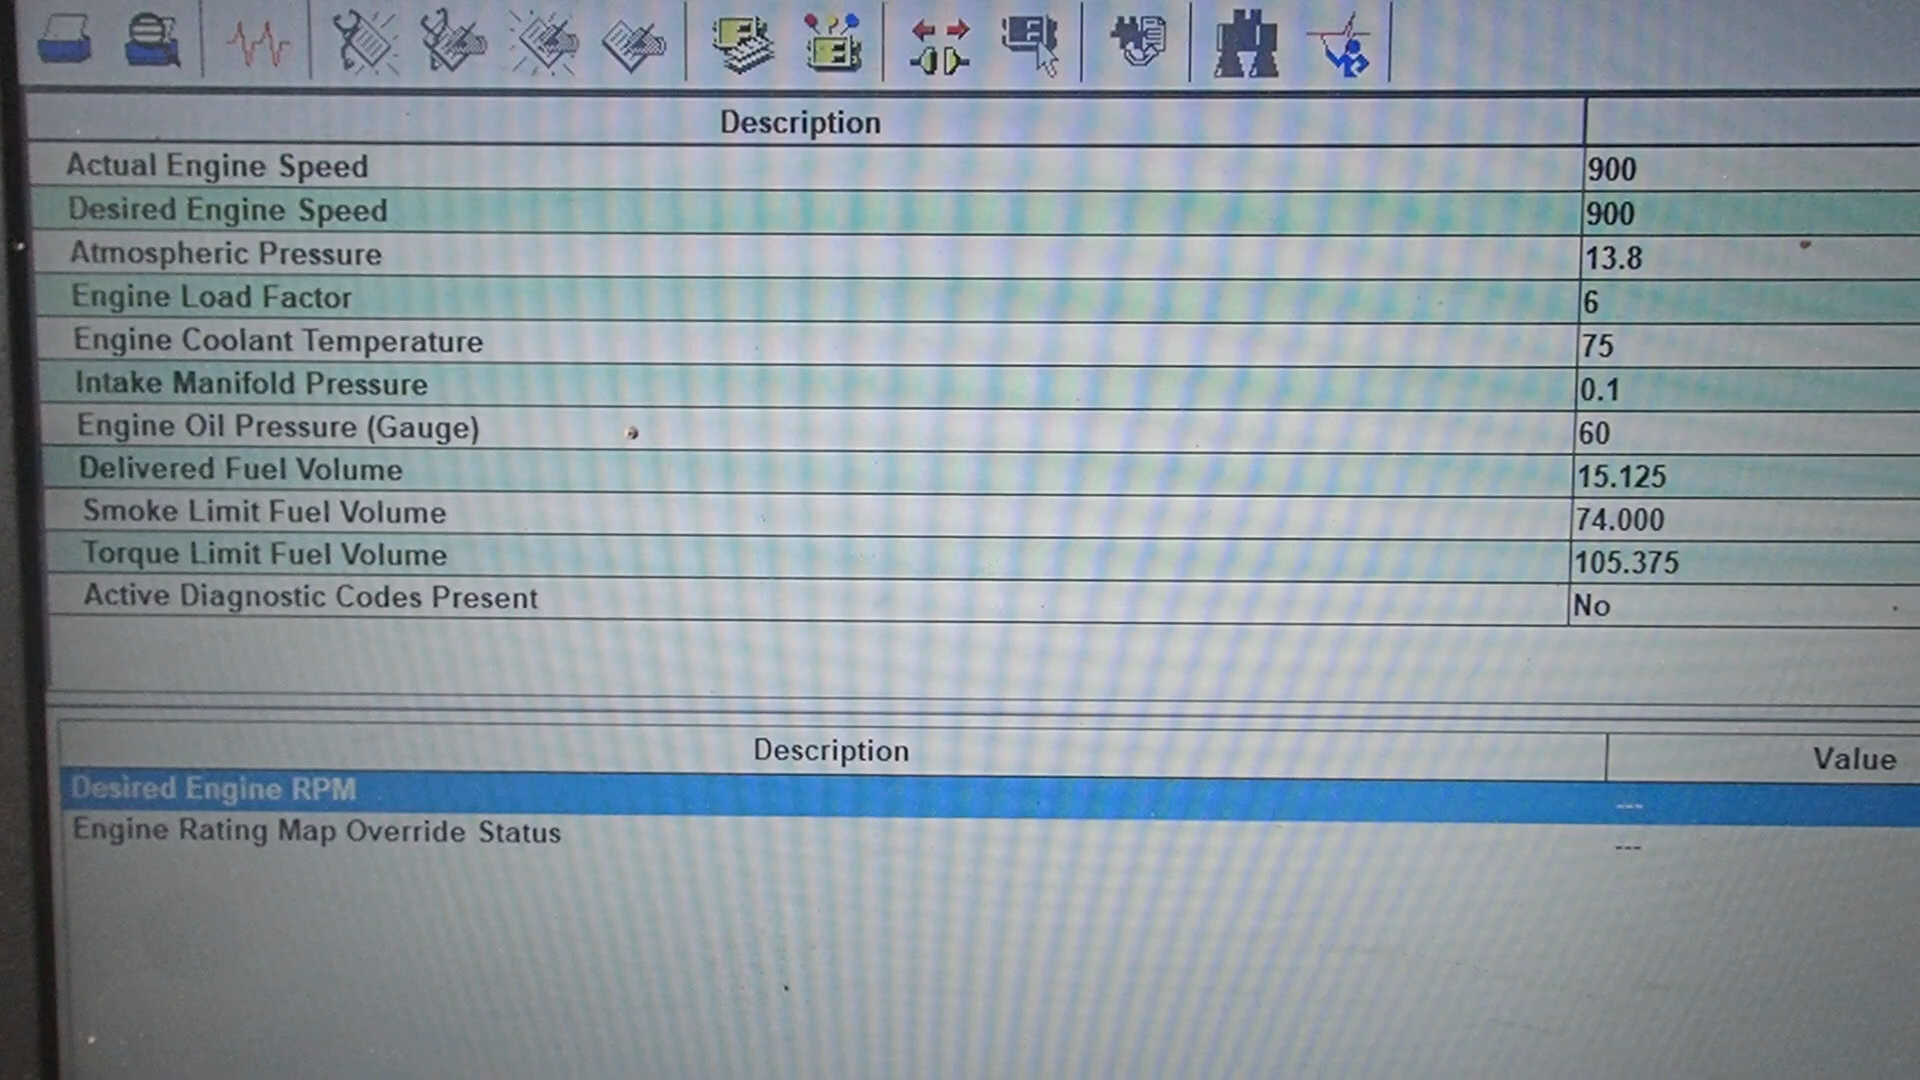 Description
Actual Engine Speed 900
Desired Engine Speed 900
Atmospheric Pressure 13.8
Engine Load Factor 6
Engine Coolant Temperature 75
Intake Manifold Pressure 0.1
Engine Oil Pressure (Gauge) 60
Delivered Fuel Volume 15.125
Smoke Limit Fuel Volume 74.000
Torque Limit Fuel Volume 105.375
Active Diagnostic Codes Present No
Description Value
Desired Engine RPM ---
Engine Rating Map Override Status ---